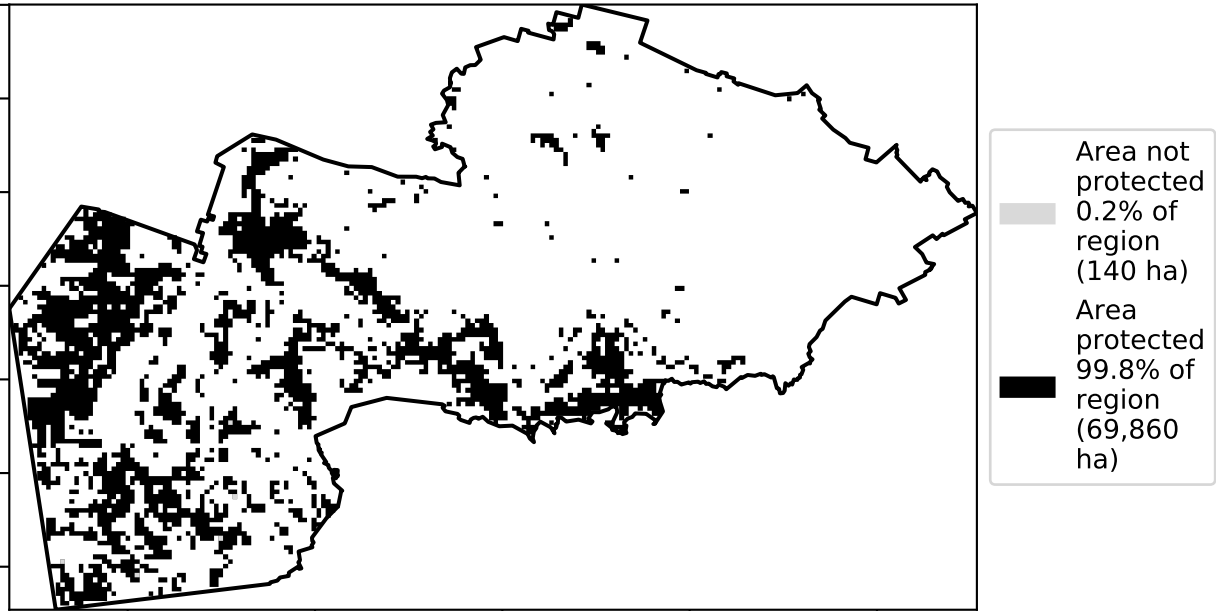 Area not
protected
0.2% of
region
(140 ha)
Area
protected
99.8% of
region
(69,860
ha)